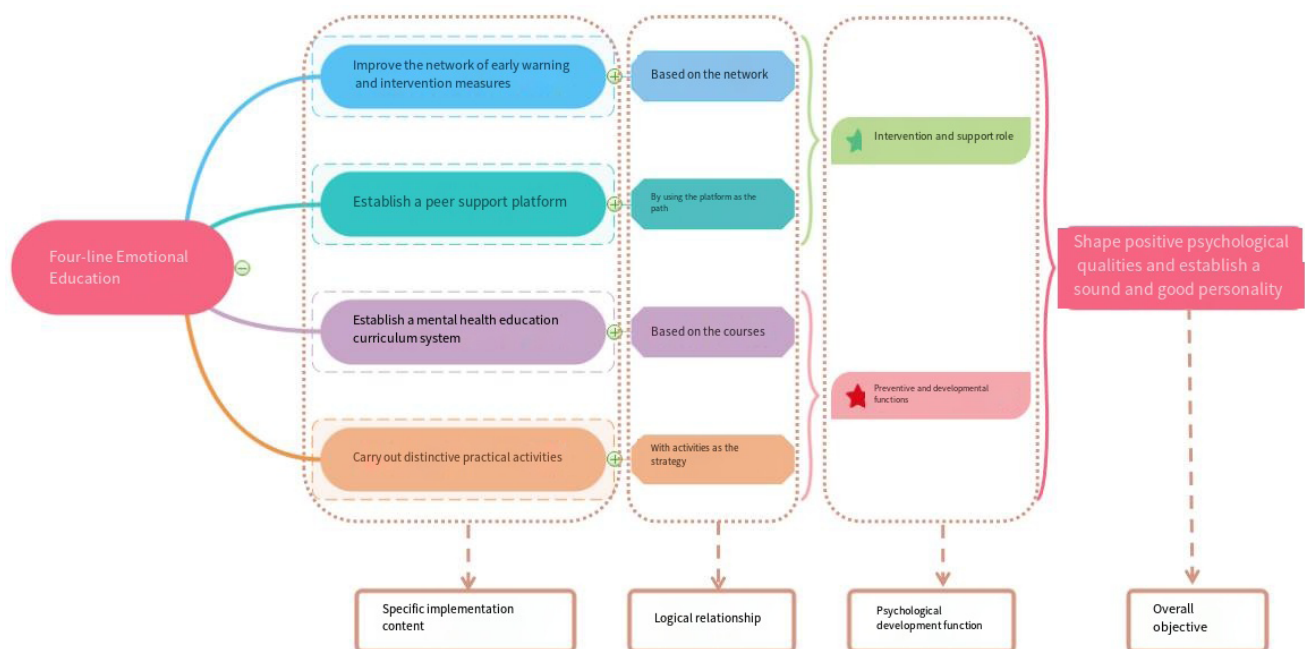 Four-line Emotional
Education
Improve the network of early warning
and intervention measures
Establish a peer support platform
Establish a mental health education
curriculum system
Carry out distinctive practical activities
Based on the network
By using the platform as the
path
Based on the courses
With activities as the
strategy
Intervention and support role
Preventive and developmental
functions
Shape positive psychological
qualities and establish a
sound and good personality
Specific implementation
content
Logical relationship
Psychological
development function
Overall
objective